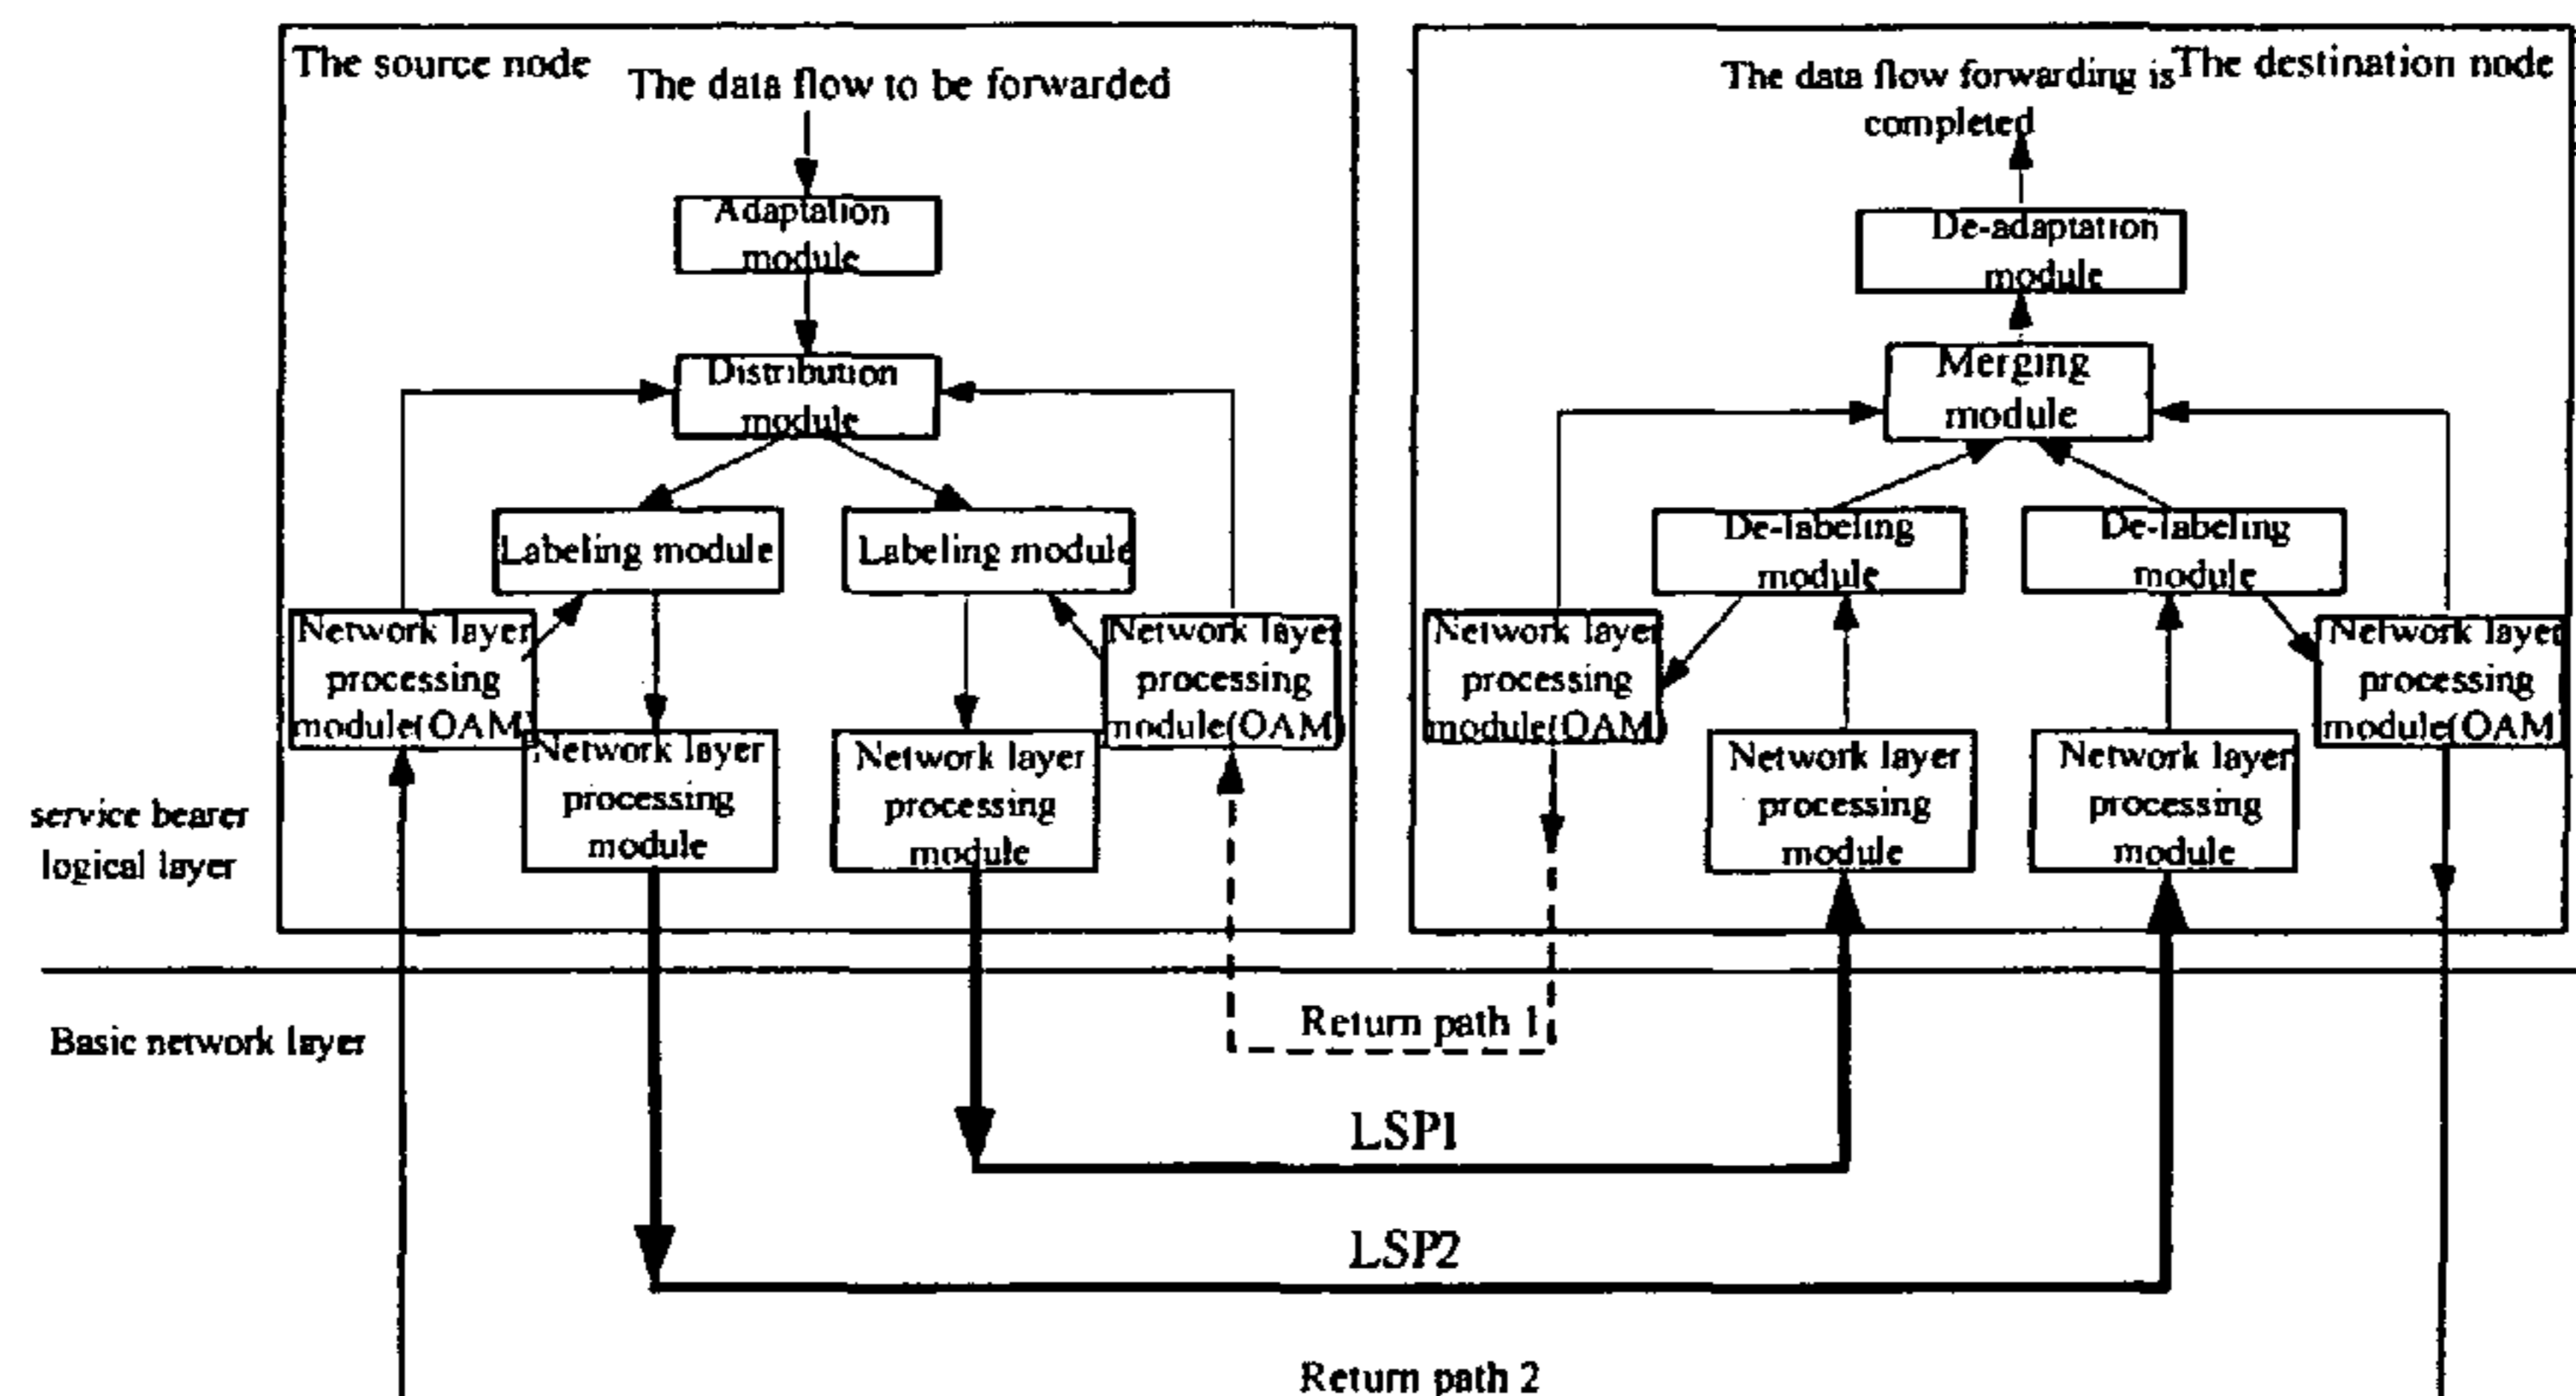 The source node
The data flow to be forwarded
Adaptation
module
Distribution
module
Labeling module
Labeling module
Network layer
processing
module(OAM)
Network layer
processing
module(OAM)
Network layer
processing
module
Network layer
processing
module
The destination node
The data flow forwarding is
completed
De-adaptation
module
Merging
module
De-labeling
module
De-labeling
module
Network layer
processing
module(OAM)
Network layer
processing
module(OAM
Network layer
processing
module
Network layer
processing
module
service bearer
logical layer
Basic network layer
Return path 1
LSP1
LSP2
Return path 2